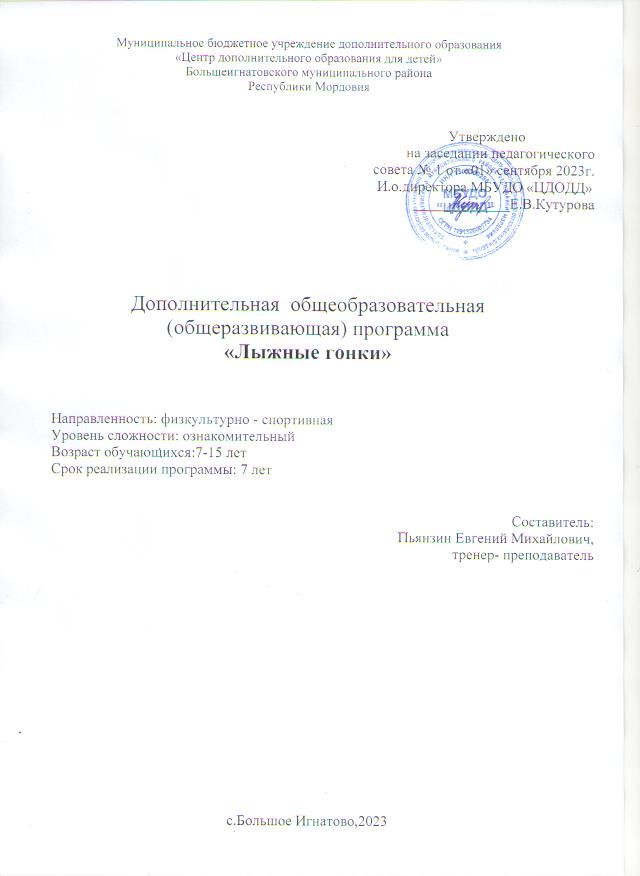 Муниципальное бюджетное учреждение дополнительного образования
«Центр дополнительного образования для детей»
Большеигнатовского муниципального района
Республики Мордовия
Утверждено
на заседании педагогического
совета № 1 от «01» сентября 2023г.
И.о.директора МБУДО «ЦДОДД»
Е.В.Кутурова
МБУДО
"ЦДОДД"
Дополнительная общеобразовательная
(общеразвивающая) программа
«Лыжные гонки»
Направленность: физкультурно - спортивная
Уровень сложности: ознакомительный
Возраст обучающихся:7-15 лет
Срок реализации программы: 7 лет
Составитель:
Пьянзин Евгений Михайлович,
тренер- преподаватель
с.Большое Игнатово,2023